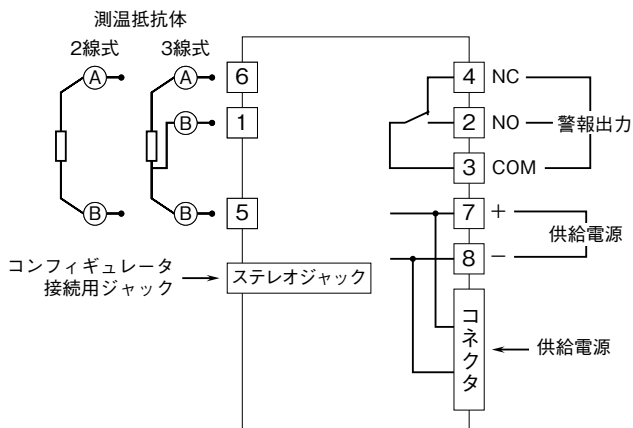 測温抵抗体
2線式 3線式
A A 6 4 NC
B 1 2 NO 警報出力
3 COM
B B 5 7 +
供給電源
8 −
コンフィギュレータ
接続用ジャック
ステレオジャック
コネクタ
供給電源